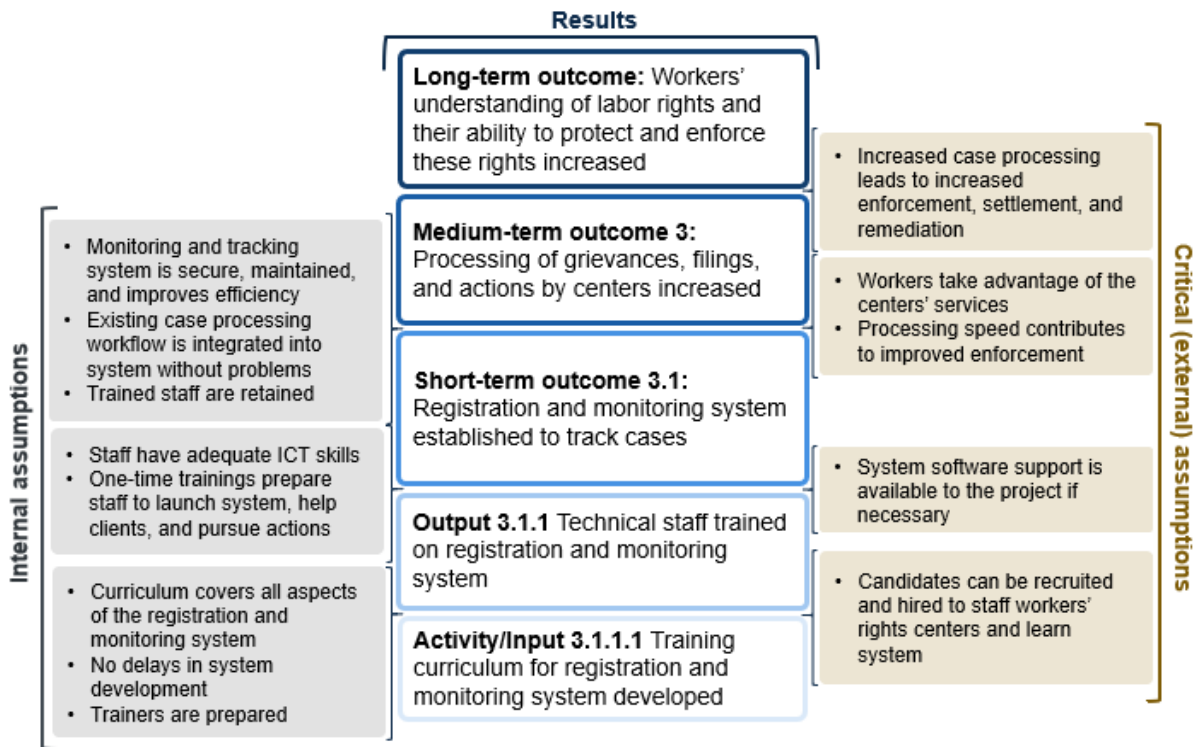 Results
Long-term outcome: Workers’
understanding of labor rights and
their ability to protect and enforce
these rights increased
Medium-term outcome 3:
Processing of grievances, filings,
and actions by centers increased
Short-term outcome 3.1:
Registration and monitoring system
established to track cases
Output 3.1.1 Technical staff trained
on registration and monitoring
system
Activity/Input 3.1.1.1 Training
curriculum for registration and
monitoring system developed
Internal assumptions
• Monitoring and tracking
system is secure, maintained,
and improves efficiency
• Existing case processing
workflow is integrated into
system without problems
• Trained staff are retained
• Staff have adequate ICT skills
• One-time trainings prepare
staff to launch system, help
clients, and pursue actions
• Curriculum covers all aspects
of the registration and
monitoring system
• No delays in system
development
• Trainers are prepared
Critical (external) assumptions
• Increased case processing
leads to increased
enforcement, settlement, and
remediation
• Workers take advantage of the
centers’ services
• Processing speed contributes
to improved enforcement
• System software support is
available to the project if
necessary
• Candidates can be recruited
and hired to staff workers’
rights centers and learn
system